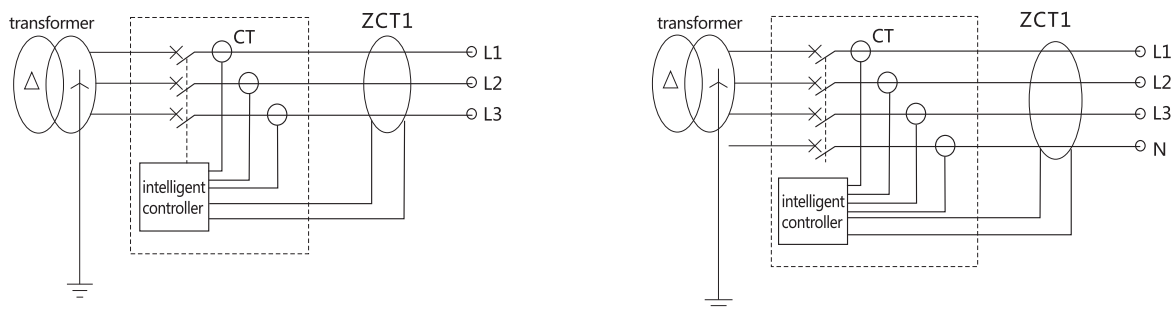 transformer
CT
ZCT1
L1
L2
L3
intelligent
controller
transformer
CT
ZCT1
L1
L2
L3
N
intelligent
controller